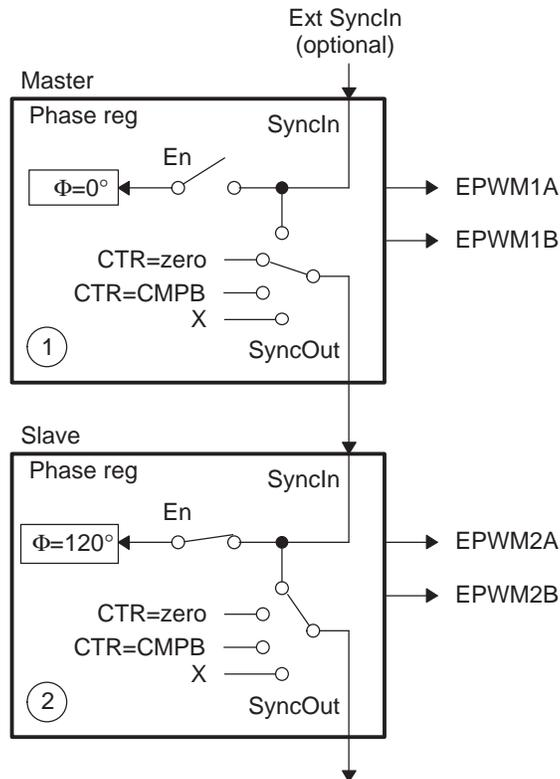 Ext SyncIn
(optional)
Master
Phase reg
SyncIn
En
Φ=0°
EPWM1A
EPWM1B
CTR=zero
CTR=CMPB
X
1
SyncOut
Slave
Phase reg
SyncIn
En
Φ=120°
EPWM2A
EPWM2B
CTR=zero
CTR=CMPB
X
2
SyncOut